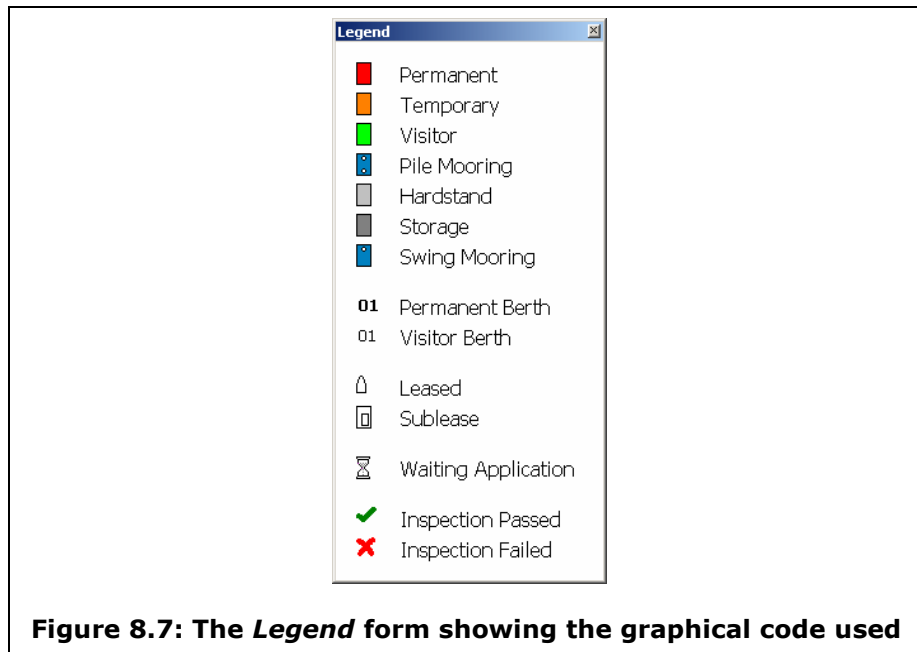 Legend
Permanent
Temporary
Visitor
Pile Mooring
Hardstand
Storage
Swing Mooring
01 Permanent Berth
01 Visitor Berth
Leased
Sublease
Waiting Application
Inspection Passed
Inspection Failed
Figure 8.7: The Legend form showing the graphical code used